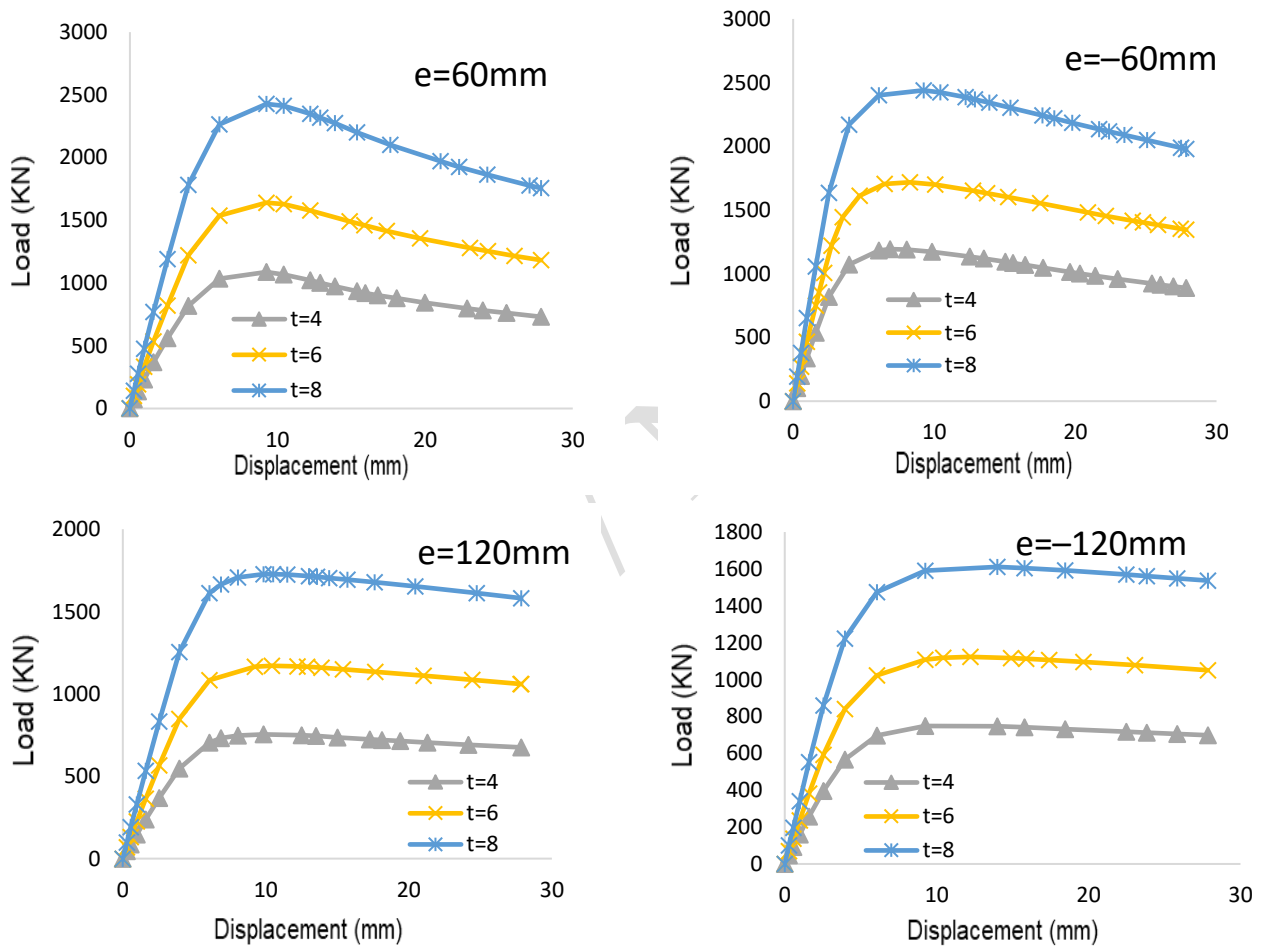 3000
2500
2000
1500
1000
500
0
Load (KN)
e=60mm
t=4
t=6
t=8
0 10 20 30
Displacement (mm)
3000
2500
2000
1500
1000
500
0
Load (KN)
e=–60mm
t=4
t=6
t=8
0 10 20 30
Displacement (mm)
2000
1500
1000
500
0
Load (KN)
e=120mm
t=4
t=6
t=8
0 10 20 30
Displacement (mm)
1800
1600
1400
1200
1000
800
600
400
200
0
Load (KN)
e=–120mm
t=4
t=6
t=8
0 10 20 30
Displacement (mm)